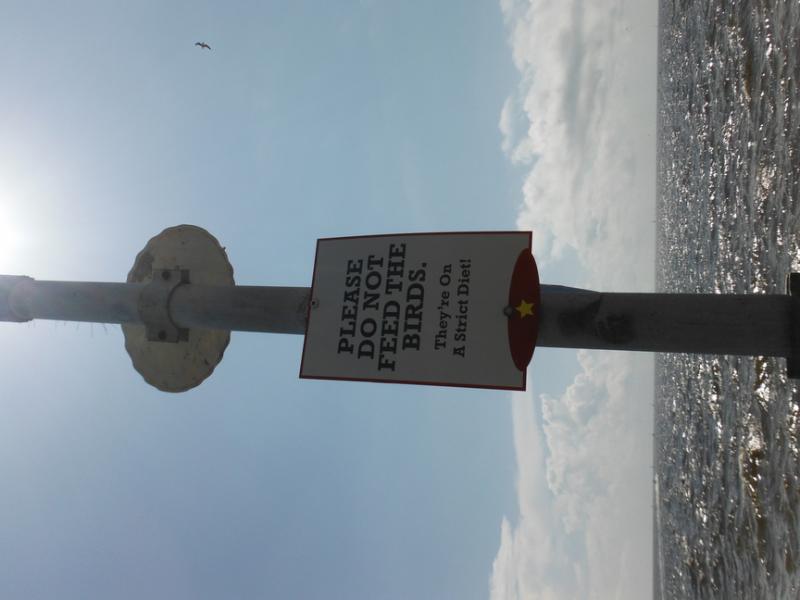 PLEASE
DO NOT
FEED THE
BIRDS.
They're On
A Strict Diet!